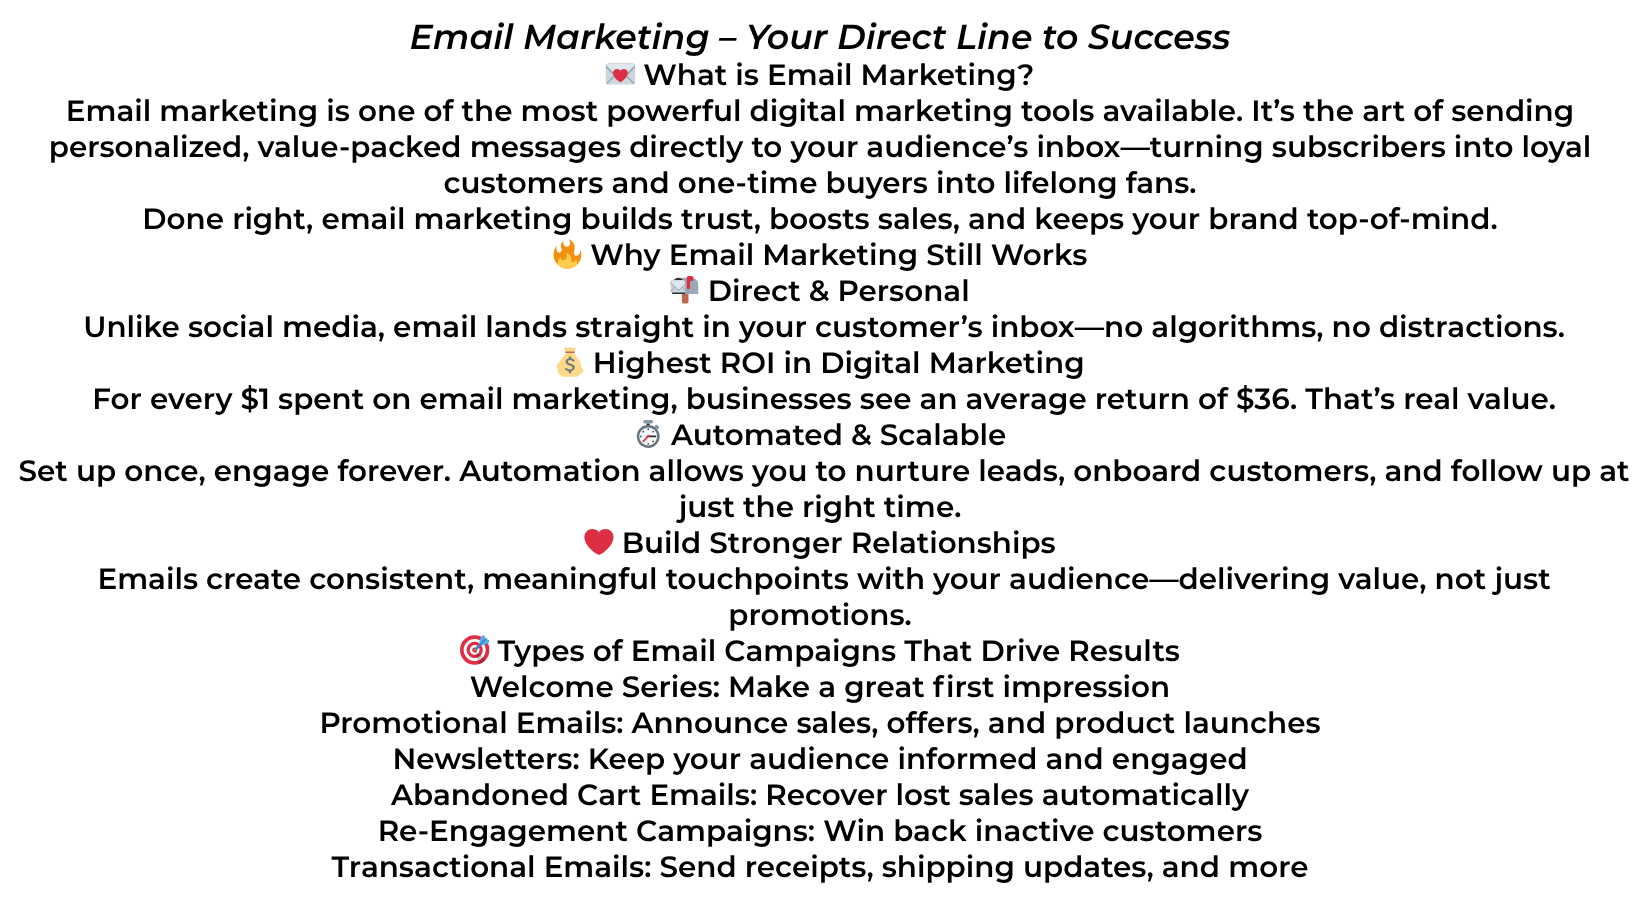 Email Marketing – Your Direct Line to Success
💌 What is Email Marketing?
Email marketing is one of the most powerful digital marketing tools available. It’s the art of sending
personalized, value-packed messages directly to your audience’s inbox—turning subscribers into loyal
customers and one-time buyers into lifelong fans.
Done right, email marketing builds trust, boosts sales, and keeps your brand top-of-mind.
🔥 Why Email Marketing Still Works
📬 Direct & Personal
Unlike social media, email lands straight in your customer’s inbox—no algorithms, no distractions.
💰 Highest ROI in Digital Marketing
For every $1 spent on email marketing, businesses see an average return of $36. That’s real value.
⏱ Automated & Scalable
Set up once, engage forever. Automation allows you to nurture leads, onboard customers, and follow up at
just the right time.
❤️ Build Stronger Relationships
Emails create consistent, meaningful touchpoints with your audience—delivering value, not just
promotions.
🎯 Types of Email Campaigns That Drive Results
Welcome Series: Make a great first impression
Promotional Emails: Announce sales, offers, and product launches
Newsletters: Keep your audience informed and engaged
Abandoned Cart Emails: Recover lost sales automatically
Re-Engagement Campaigns: Win back inactive customers
Transactional Emails: Send receipts, shipping updates, and more